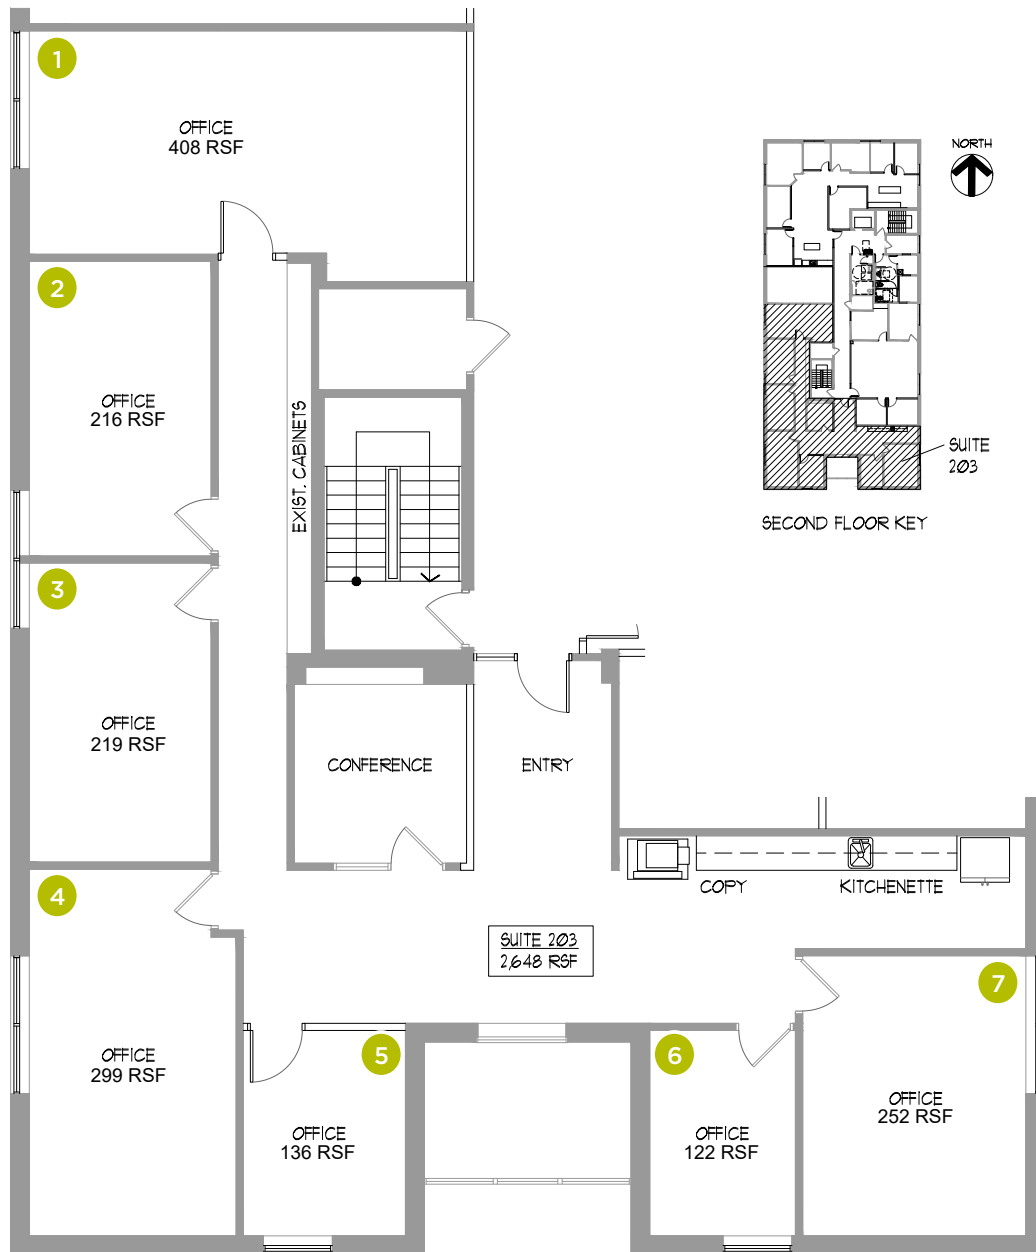 1
OFFICE
408 RSF
NORTH
2
OFFICE
216 RSF
EXIST. CABINETS
SUITE
203
SECOND FLOOR KEY
3
OFFICE
219 RSF
CONFERENCE
ENTRY
COPY
KITCHENETTE
4
SUITE 203
2,648 RSF
7
5
6
OFFICE
299 RSF
OFFICE
252 RSF
OFFICE
136 RSF
OFFICE
122 RSF